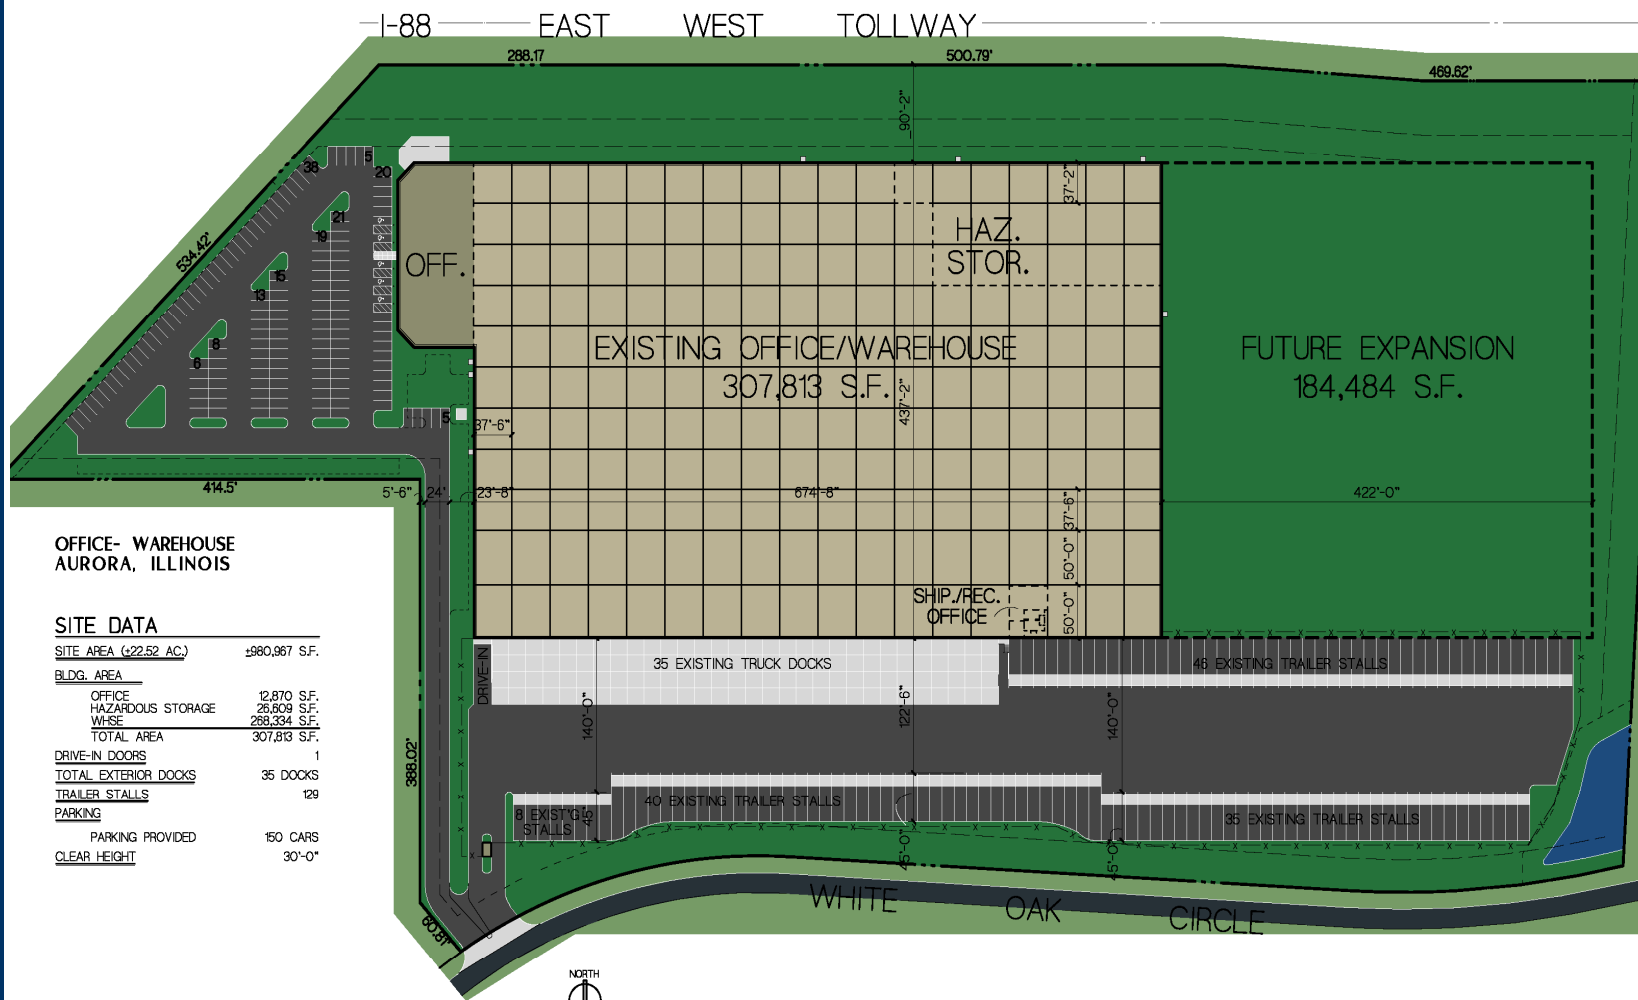 I-88 EAST WEST TOLLWAY
288.17
500.79'
469.62'
90'-2"
38
5
20
21
19
15
13
8
6
5
534.42'
37'-2"
OFF.
HAZ.
STOR.
EXISTING OFFICE/WAREHOUSE
307,813 S.F.
437'-2"
FUTURE EXPANSION
184,484 S.F.
37'-6"
414.5'
5'-6"
24'
23'-8"
674'-8"
422'-0"
37'-6"
50'-0"
50'-0"
SHIP./REC.
OFFICE
OFFICE- WAREHOUSE
AURORA, ILLINOIS
SITE DATA
SITE AREA (±22.52 AC.) ±980,967 S.F.
BLDG. AREA
OFFICE 12,870 S.F.
HAZARDOUS STORAGE 26,609 S.F.
WHSE 268,334 S.F.
TOTAL AREA 307,813 S.F.
DRIVE-IN DOORS 1
TOTAL EXTERIOR DOCKS 35 DOCKS
TRAILER STALLS 129
PARKING
PARKING PROVIDED 150 CARS
CLEAR HEIGHT 30'-0"
DRIVE-IN
35 EXISTING TRUCK DOCKS
46 EXISTING TRAILER STALLS
140'-0"
122'-6"
140'-0"
388.02'
8 EXIST'G
STALLS
45'
40 EXISTING TRAILER STALLS
35 EXISTING TRAILER STALLS
45'-0"
45'-0"
60.81'
WHITE OAK CIRCLE
NORTH